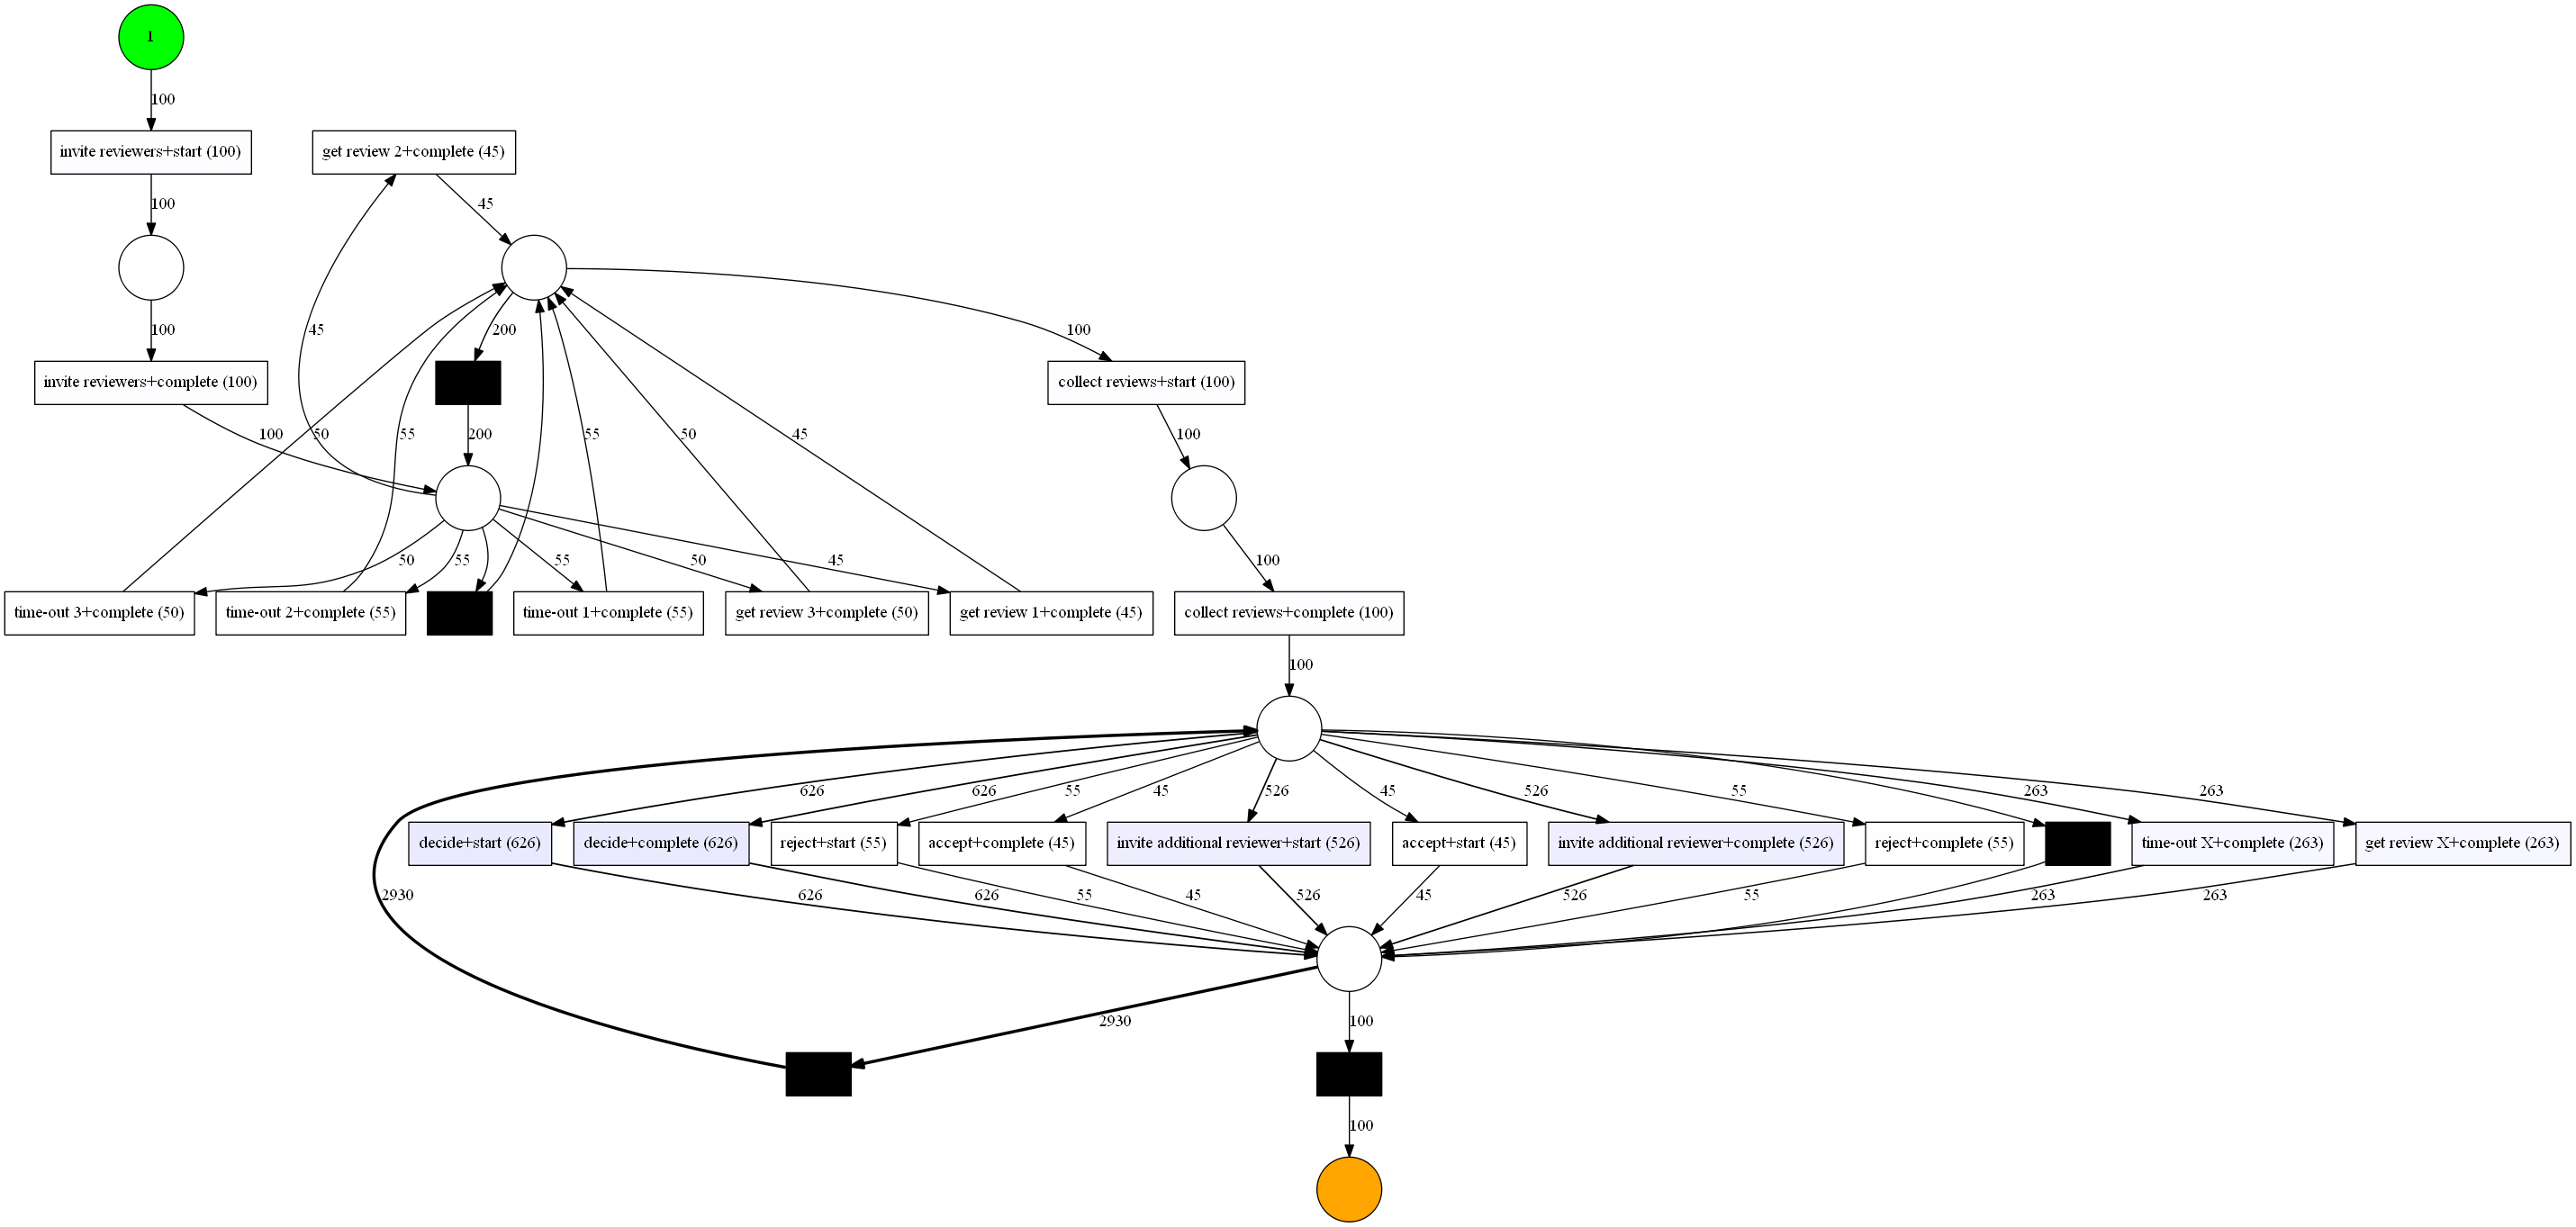 1
100
invite reviewers+start (100)
get review 2+complete (45)
100
45
100
45
200
100
invite reviewers+complete (100)
collect reviews+start (100)
100
50
55
200
55
50
45
100
50
55
55
50
45
100
time-out 3+complete (50)
time-out 2+complete (55)
time-out 1+complete (55)
get review 3+complete (50)
get review 1+complete (45)
collect reviews+complete (100)
100
626
626
55
45
526
45
526
55
263
263
decide+start (626)
decide+complete (626)
reject+start (55)
accept+complete (45)
invite additional reviewer+start (526)
accept+start (45)
invite additional reviewer+complete (526)
reject+complete (55)
time-out X+complete (263)
get review X+complete (263)
2930
626
626
55
45
526
45
526
55
263
263
2930
100
100